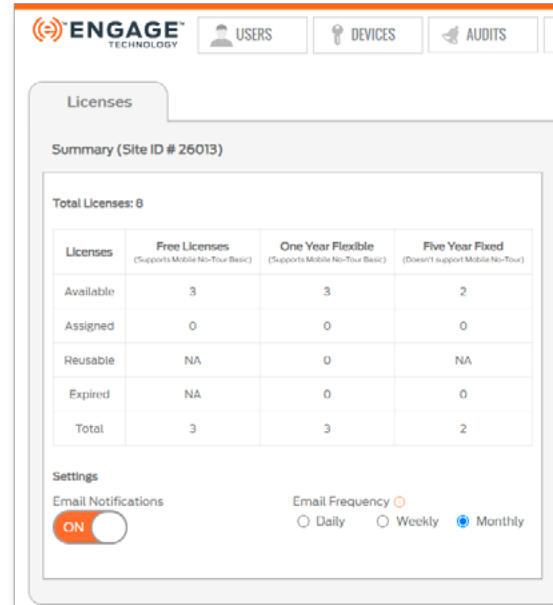 ENGAGE™
TECHNOLOGY
USERS
DEVICES
AUDITS
Licenses
Summary (Site ID # 26013)
Total Licenses: 8
Licenses Free Licenses One Year Flexible Five Year Fixed
(Supports Mobile No-Tour Basic) (Supports Mobile No-Tour Basic) (Doesn't support Mobile No-Tour)
Available 3 3 2
Assigned 0 0 0
Reusable NA 0 NA
Expired NA 0 0
Total 3 3 2
Settings
Email Notifications Email Frequency
ON Daily Weekly Monthly